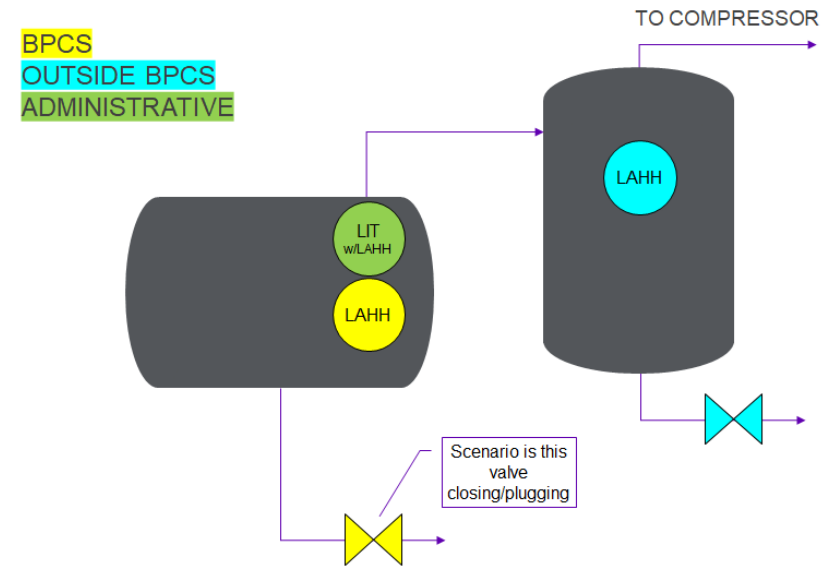 TO COMPRESSOR
BPCS
OUTSIDE BPCS
ADMINISTRATIVE
LAHH
LIT
w/LAHH
LAHH
Scenario is this
valve
closing/plugging